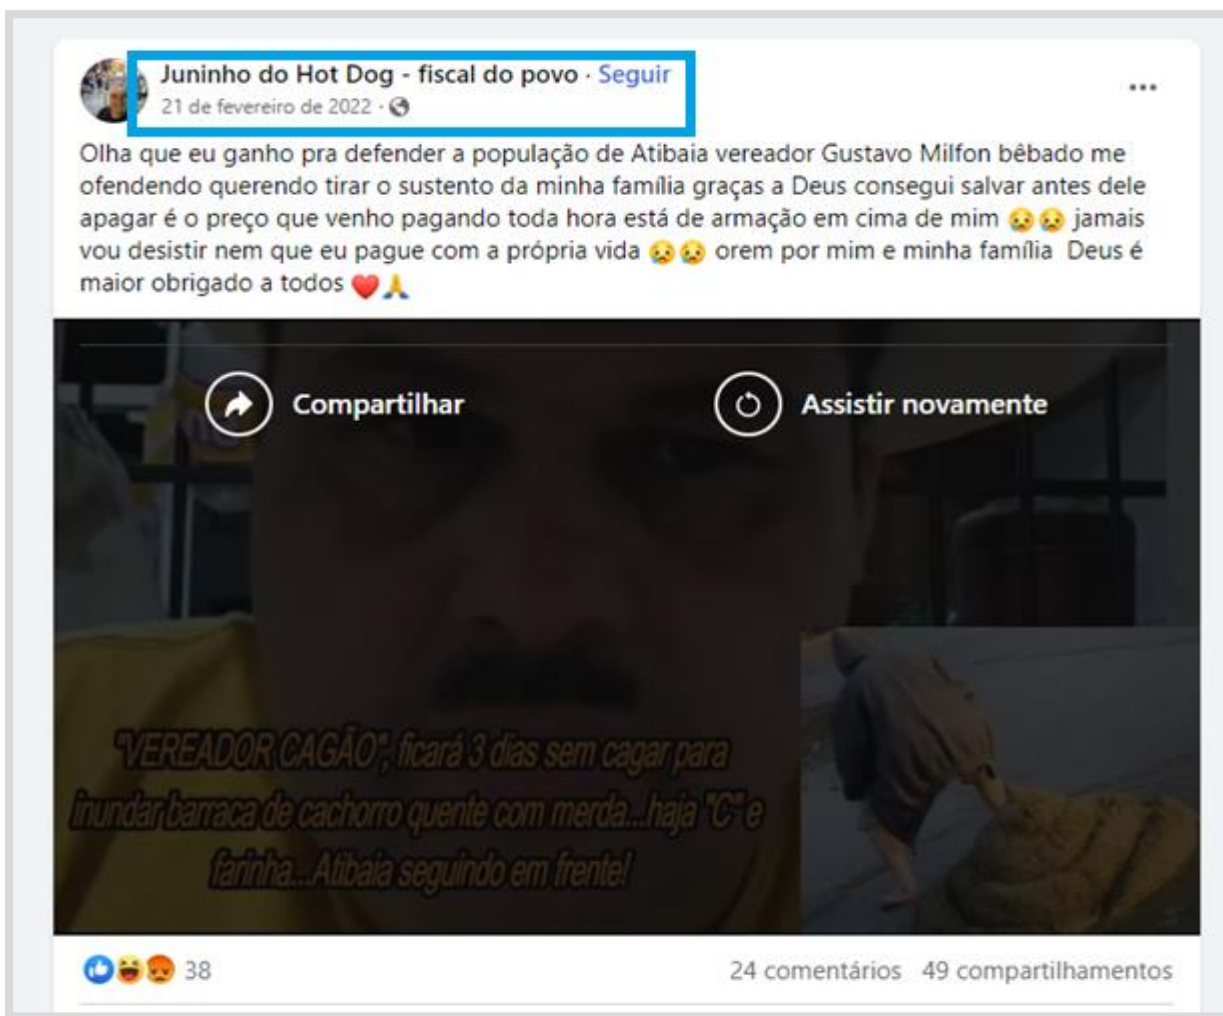 Juninho do Hot Dog - fiscal do povo · Seguir
21 de fevereiro de 2022 ·
Olha que eu ganho pra defender a população de Atibaia vereador Gustavo Milfon bêbado me
ofendendo querendo tirar o sustento da minha família graças a Deus consegui salvar antes dele
apagar é o preço que venho pagando toda hora está de armação em cima de mim 😥😥 jamais
vou desistir nem que eu pague com a própria vida 😥😥 orem por mim e minha família Deus é
maior obrigado a todos ❤️🙏
Compartilhar
Assistir novamente
"VEREADOR CAGÃO", ficará 3 dias sem cagar para
inundar barraca de cachorro quente com merda...haja "C" e
farinha...Atibaia seguindo em frente!
38
24 comentários 49 compartilhamentos